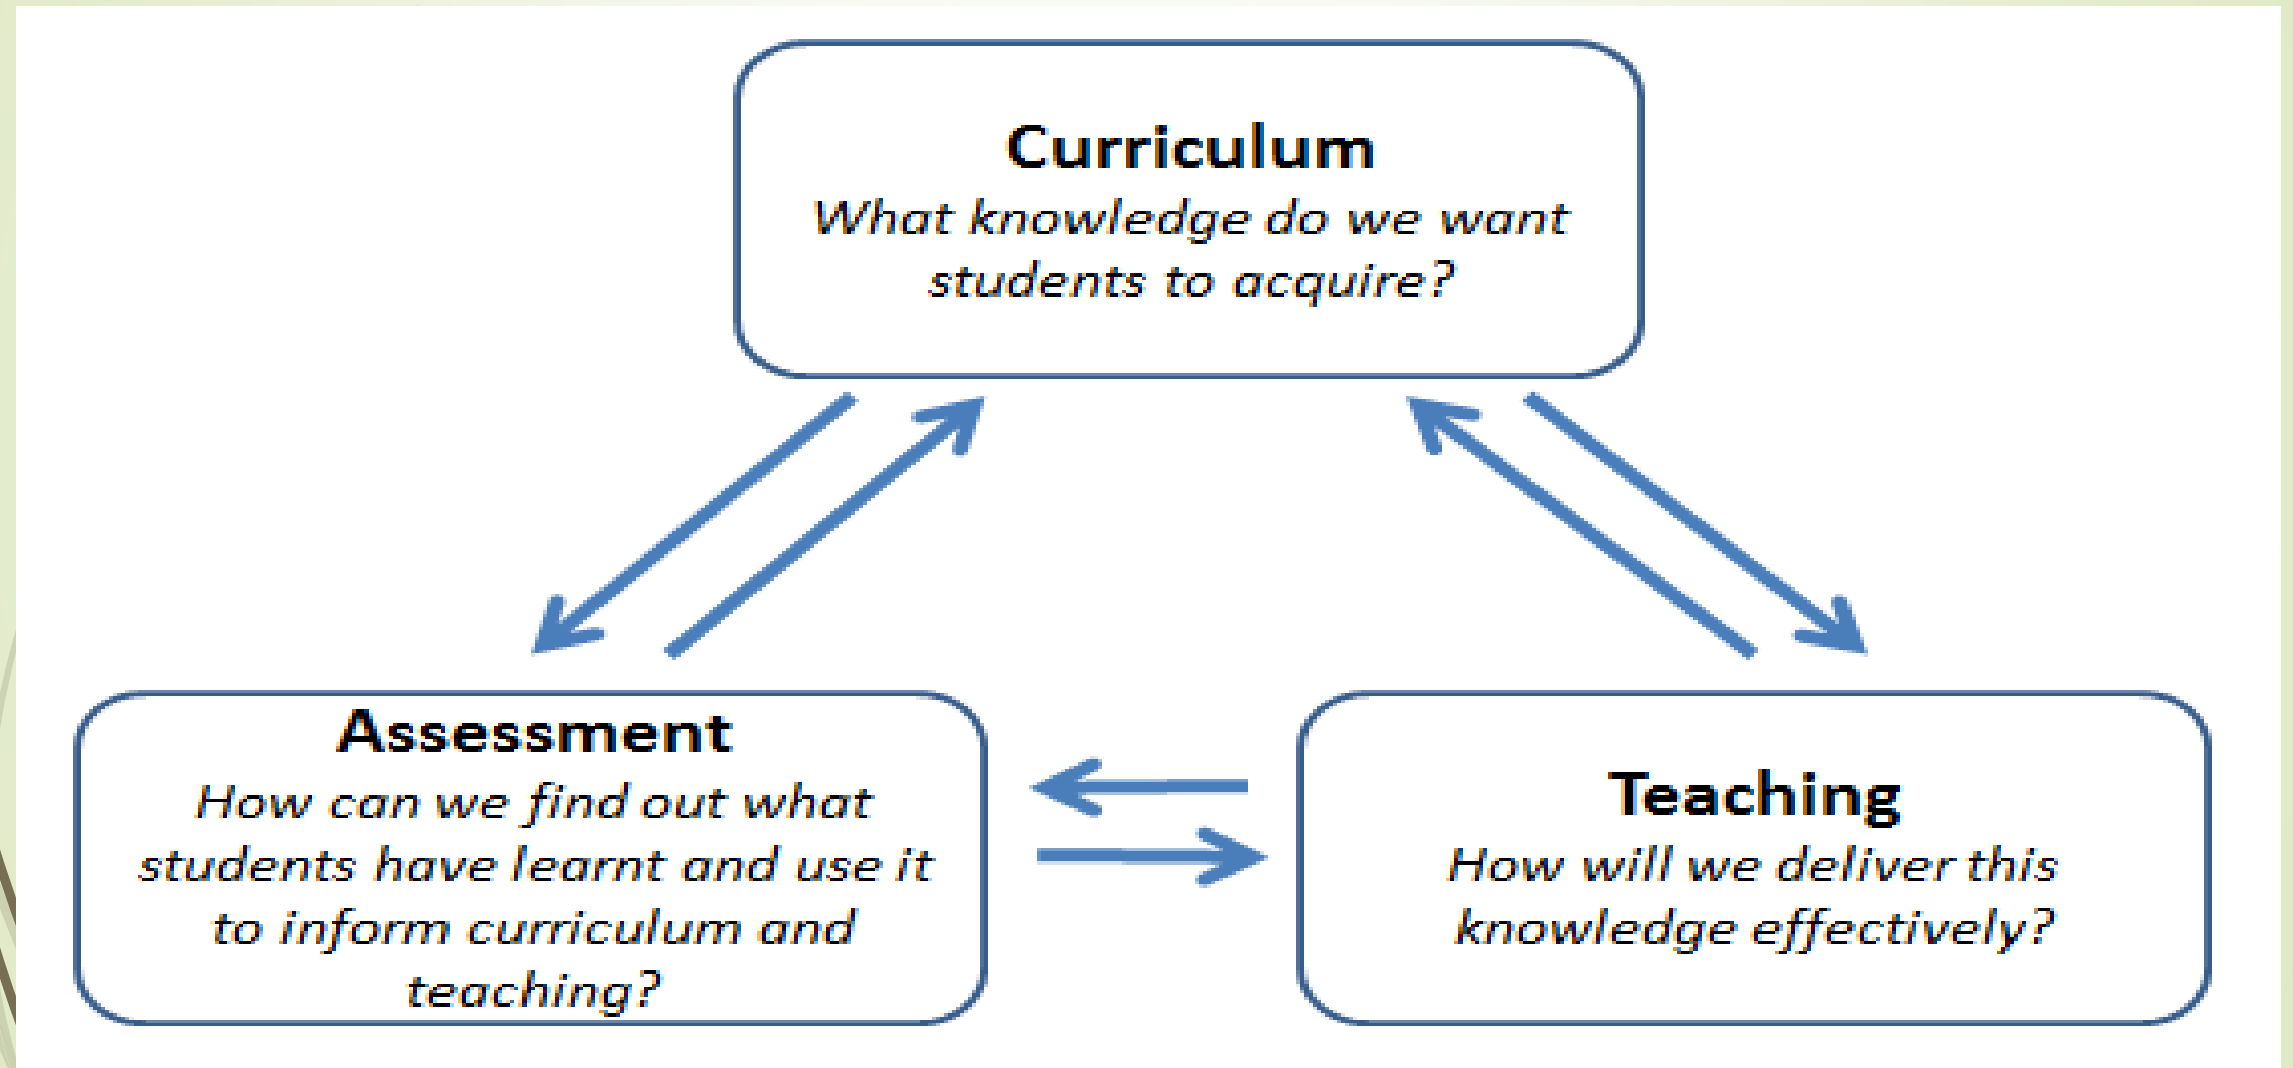 Curriculum
What knowledge do we want
students to acquire?
Assessment
How can we find out what
students have learnt and use it
to inform curriculum and
teaching?
Teaching
How will we deliver this
knowledge effectively?